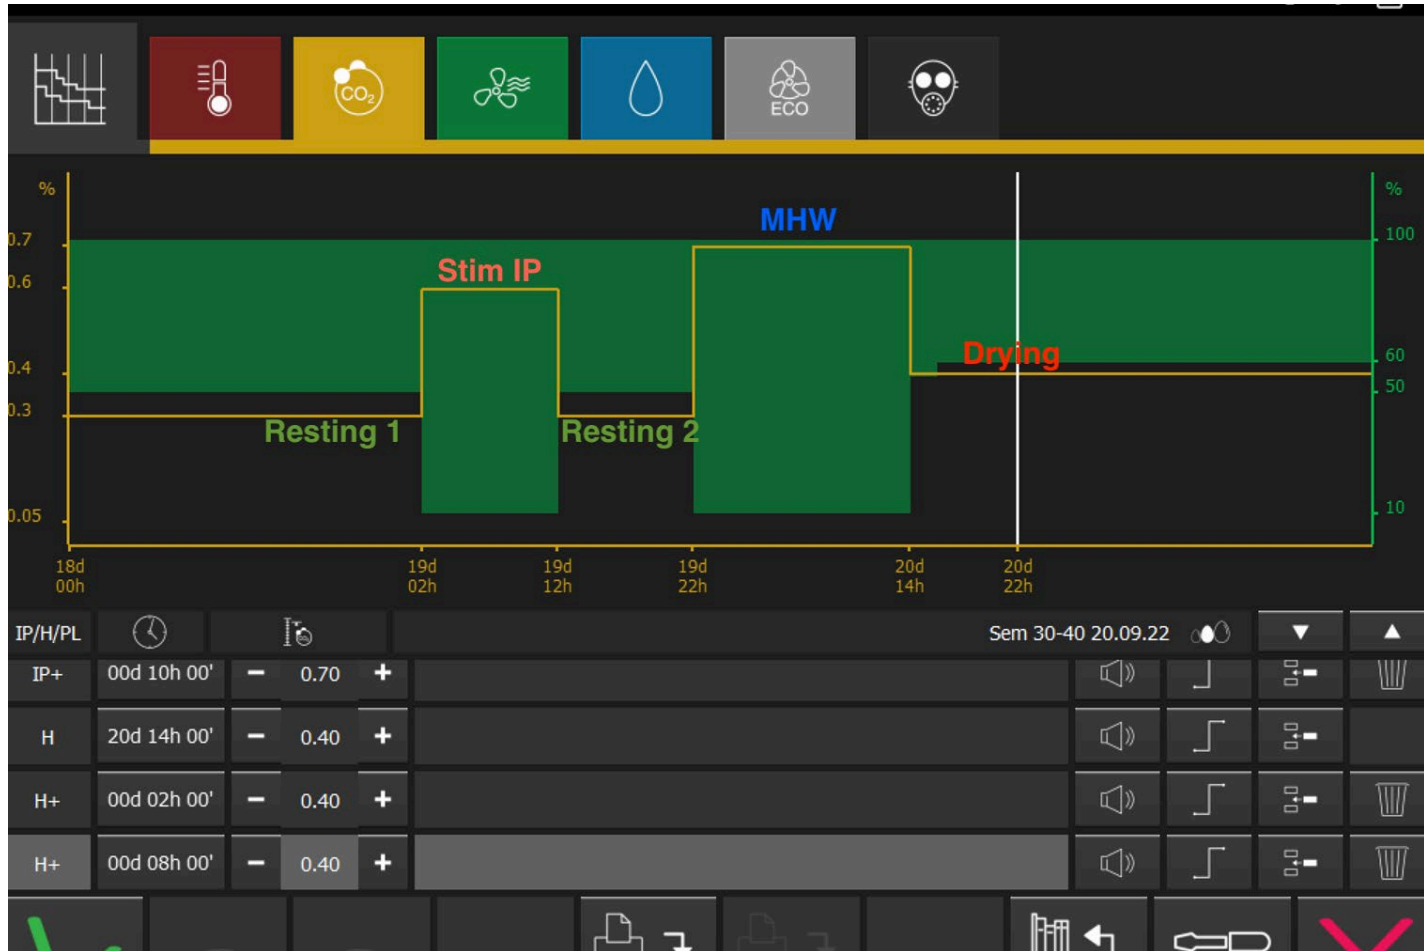 CO2
ECO
%
%
MHW
0.7
100
Stim IP
0.6
Drying
60
0.4
50
0.3
Resting 1
Resting 2
0.05
10
18d
00h
19d
02h
19d
12h
19d
22h
20d
14h
20d
22h
IP/H/PL
Sem 30-40 20.09.22
IP+ 00d 10h 00' − 0.70 +
H 20d 14h 00' − 0.40 +
H+ 00d 02h 00' − 0.40 +
H+ 00d 08h 00' − 0.40 +